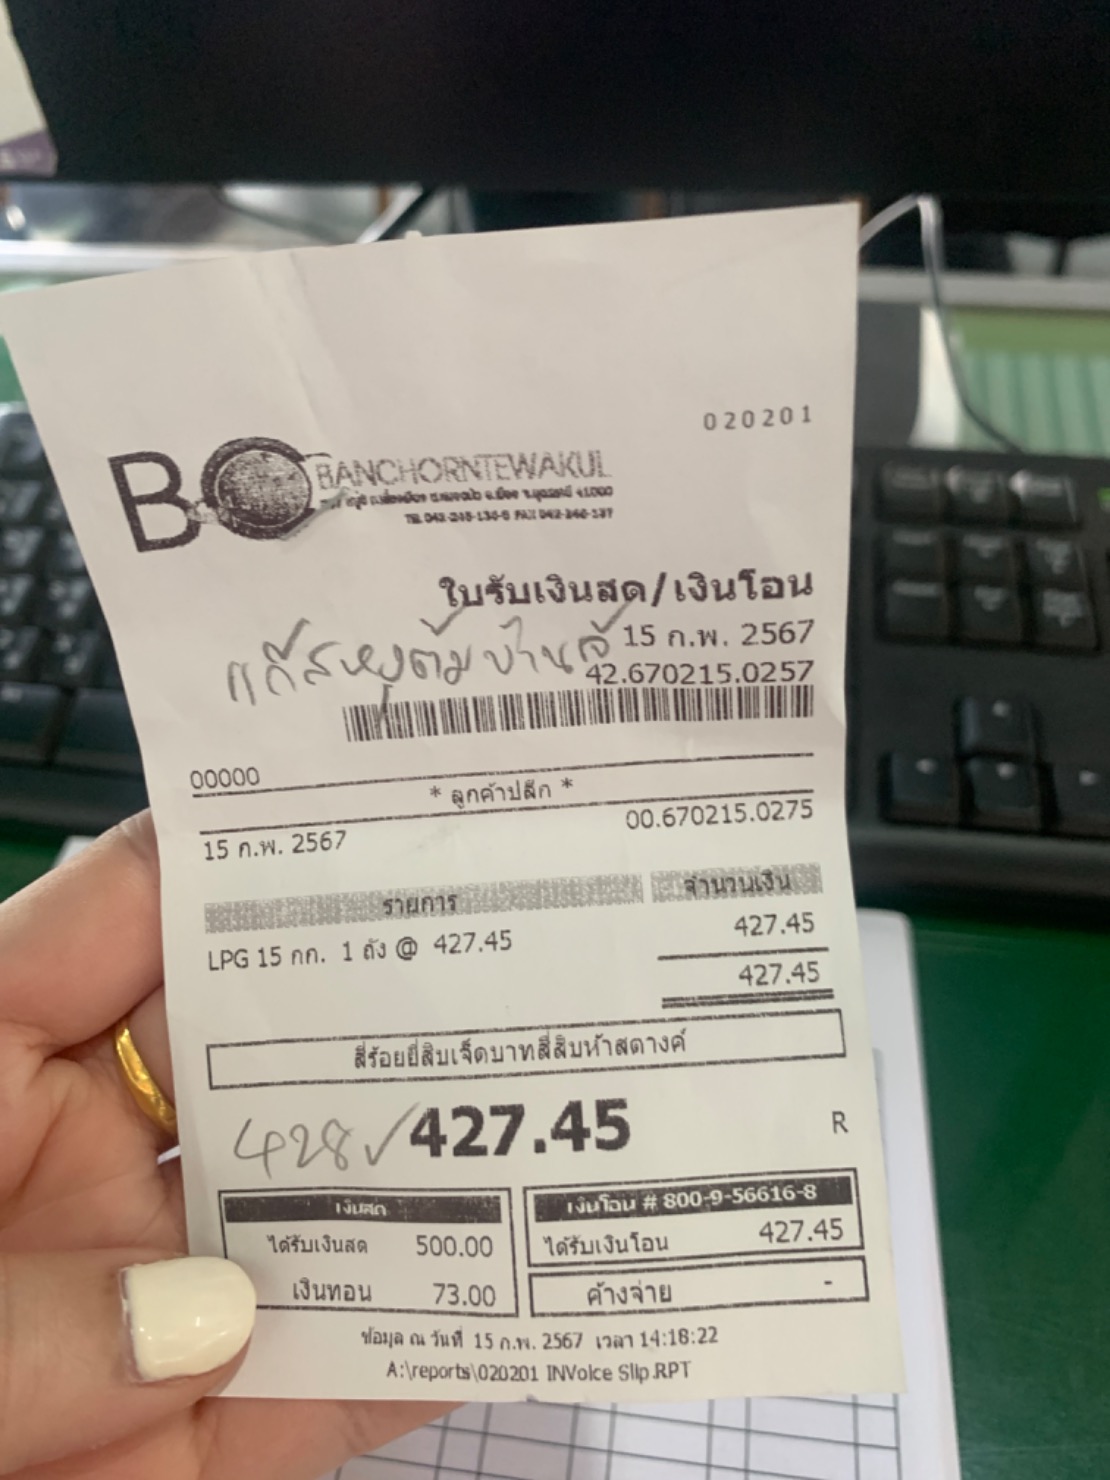 020201
BANCHORNTEWAKUL
ใบรับเงินสด/เงินโอน
15 ก.พ. 2567
แก๊สหมูต้ม
42.670215.0257
00000
* ลูกค้าปลีก *
15 ก.พ. 2567 00.670215.0275
รายการ จำนวนเงิน
LPG 15 กก. 1 ถัง @ 427.45 427.45
427.45
สี่ร้อยยี่สิบเจ็ดบาทสี่สิบห้าสตางค์
428 ✓ 427.45 R
เงินสด เงินโอน # 800-9-56616-8
ได้รับเงินสด 500.00 ได้รับเงินโอน 427.45
เงินทอน 73.00 ค้างจ่าย -
ข้อมูล ณ วันที่ 15 ก.พ. 2567 เวลา 14:18:22
A:\reports\020201 INVoice Slip.RPT